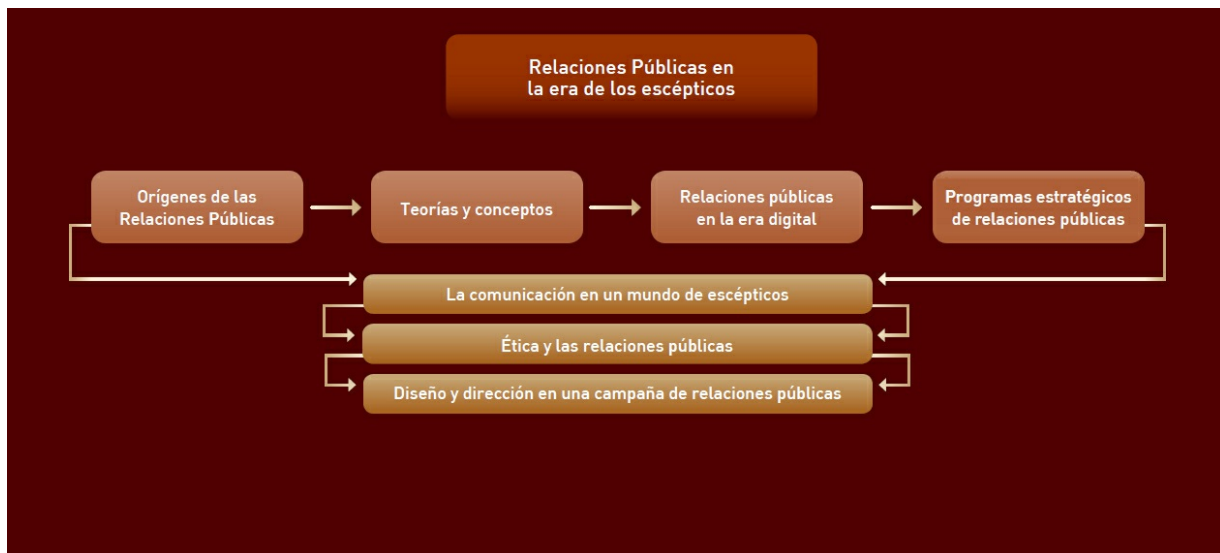 Relaciones Públicas en
la era de los escépticos
Orígenes de las
Relaciones Públicas
Teorías y conceptos
Relaciones públicas
en la era digital
Programas estratégicos
de relaciones públicas
La comunicación en un mundo de escépticos
Ética y las relaciones públicas
Diseño y dirección en una campaña de relaciones públicas